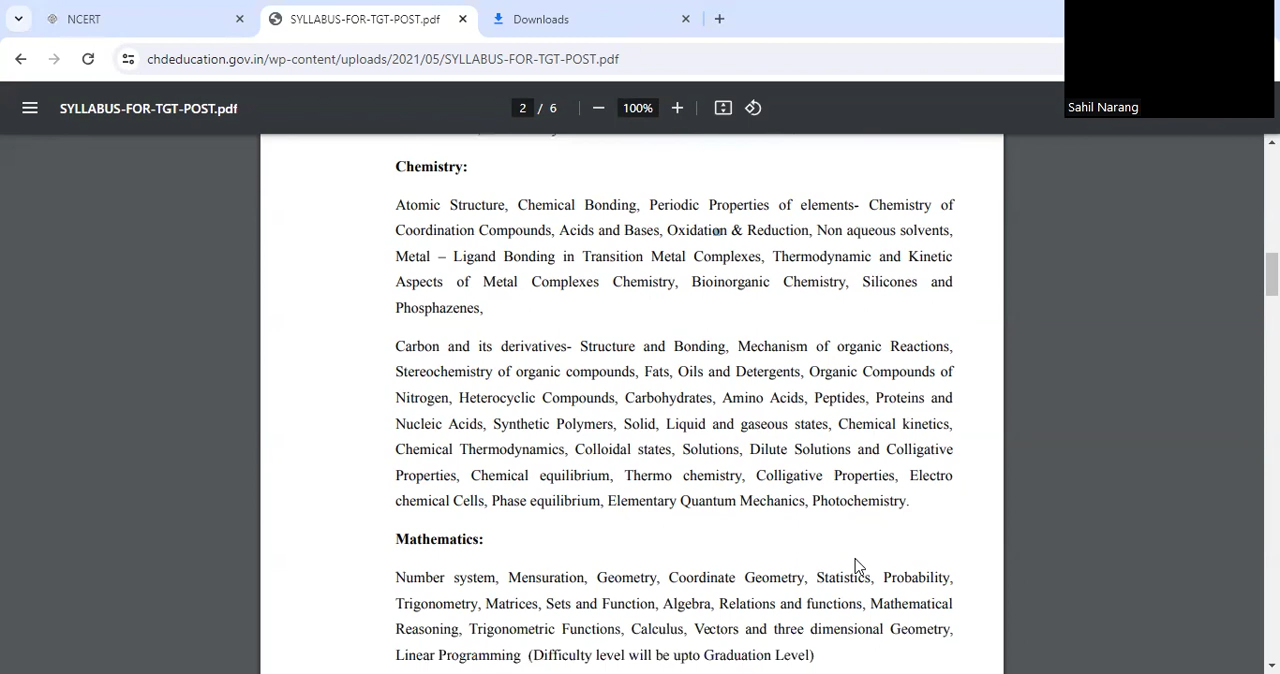 NCERT
SYLLABUS-FOR-TGT-POST.pdf
Downloads
chdeducation.gov.in/wp-content/uploads/2021/05/SYLLABUS-FOR-TGT-POST.pdf
Sahil Narang
SYLLABUS-FOR-TGT-POST.pdf
2 / 6
100%
Chemistry:
Atomic Structure, Chemical Bonding, Periodic Properties of elements- Chemistry of
Coordination Compounds, Acids and Bases, Oxidation & Reduction, Non aqueous solvents,
Metal – Ligand Bonding in Transition Metal Complexes, Thermodynamic and Kinetic
Aspects of Metal Complexes Chemistry, Bioinorganic Chemistry, Silicones and
Phosphazenes,
Carbon and its derivatives- Structure and Bonding, Mechanism of organic Reactions,
Stereochemistry of organic compounds, Fats, Oils and Detergents, Organic Compounds of
Nitrogen, Heterocyclic Compounds, Carbohydrates, Amino Acids, Peptides, Proteins and
Nucleic Acids, Synthetic Polymers, Solid, Liquid and gaseous states, Chemical kinetics,
Chemical Thermodynamics, Colloidal states, Solutions, Dilute Solutions and Colligative
Properties, Chemical equilibrium, Thermo chemistry, Colligative Properties, Electro
chemical Cells, Phase equilibrium, Elementary Quantum Mechanics, Photochemistry.
Mathematics:
Number system, Mensuration, Geometry, Coordinate Geometry, Statistics, Probability,
Trigonometry, Matrices, Sets and Function, Algebra, Relations and functions, Mathematical
Reasoning, Trigonometric Functions, Calculus, Vectors and three dimensional Geometry,
Linear Programming (Difficulty level will be upto Graduation Level)